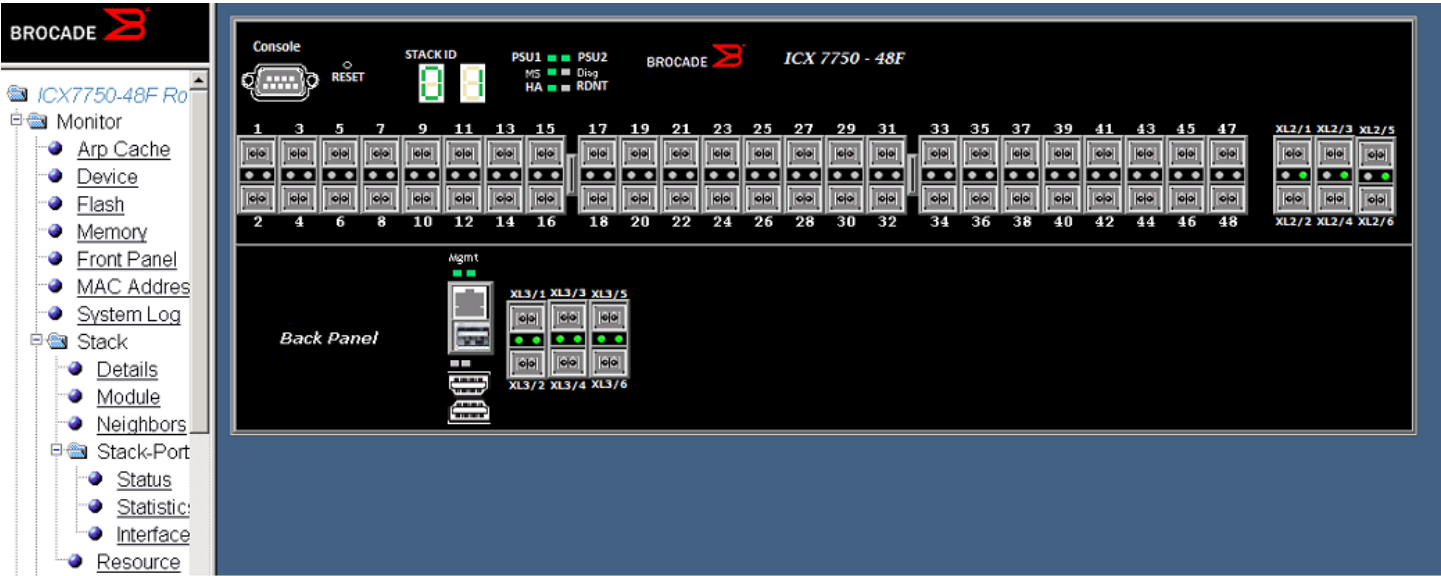 BROCADE
ICX7750-48F Ro
Monitor
Arp Cache
Device
Flash
Memory
Front Panel
MAC Addres
System Log
Stack
Details
Module
Neighbors
Stack-Port
Status
Statistic
Interface
Resource
Console
RESET
STACK ID
0 1
PSU1 PSU2
MS Diag
HA RDNT
BROCADE
ICX 7750 - 48F
1 3 5 7 9 11 13 15 17 19 21 23 25 27 29 31 33 35 37 39 41 43 45 47 XL2/1 XL2/3 XL2/5
2 4 6 8 10 12 14 16 18 20 22 24 26 28 30 32 34 36 38 40 42 44 46 48 XL2/2 XL2/4 XL2/6
Mgmt
XL3/1 XL3/3 XL3/5
Back Panel
XL3/2 XL3/4 XL3/6